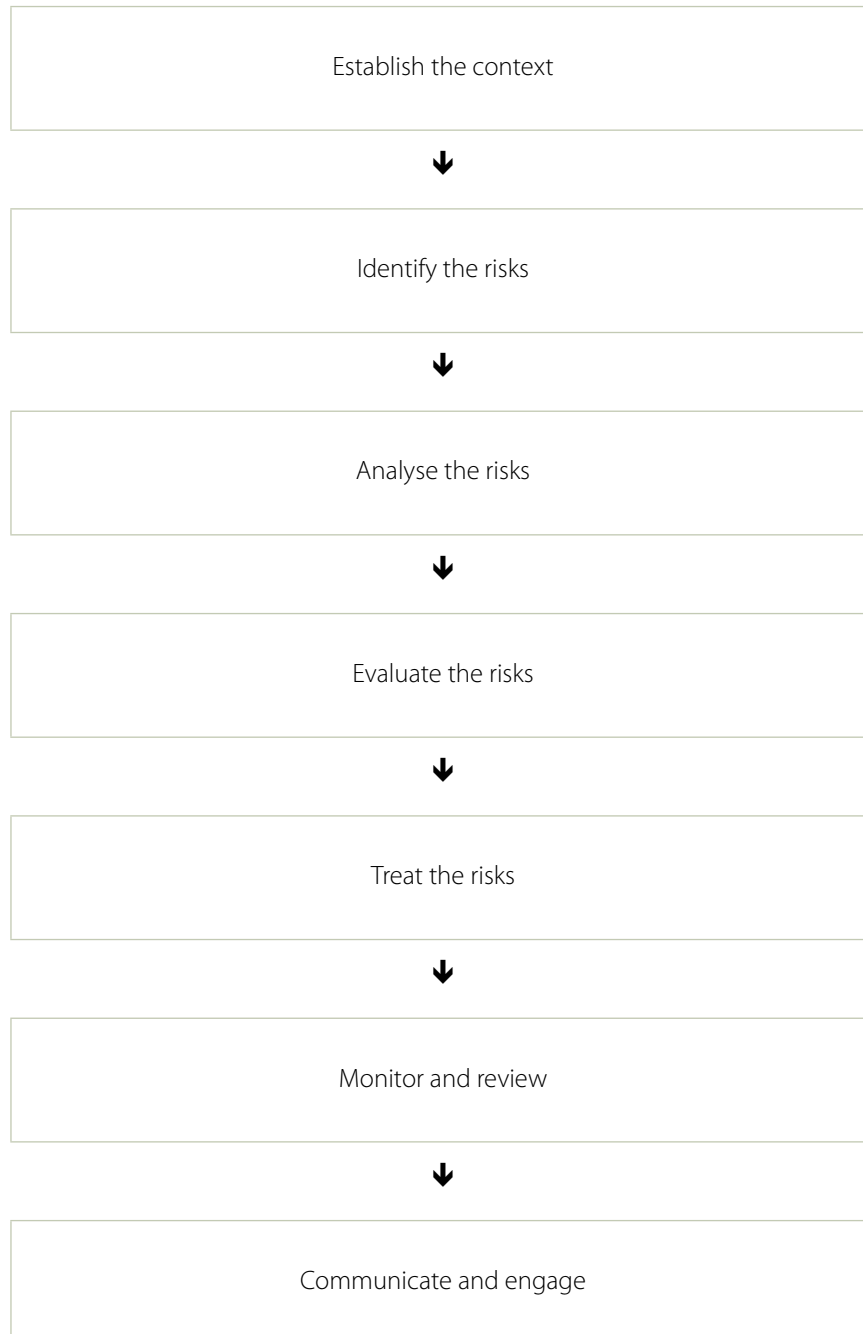 Establish the context
Identify the risks
Analyse the risks
Evaluate the risks
Treat the risks
Monitor and review
Communicate and engage